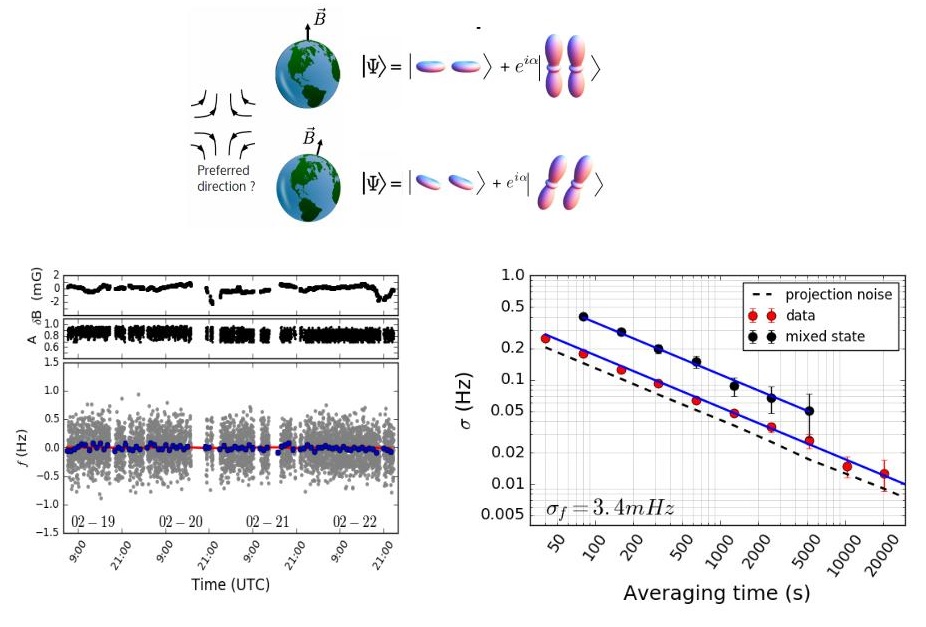 B⃗
|Ψ⟩ = | ⟩ + e^{iα}| ⟩
B⃗
Preferred
direction ?
|Ψ⟩ = | ⟩ + e^{iα}| ⟩
δB (mG)
2
0
-2
A
1.0
0.8
0.6
f (Hz)
1.5
1.0
0.5
0.0
−0.5
−1.0
−1.5
02−19 02−20 02−21 02−22
9:00 21:00 9:00 21:00 9:00 21:00 9:00 21:00
Time (UTC)
σ (Hz)
1.0
0.5
0.2
0.1
0.05
0.02
0.01
0.005
projection noise
data
mixed state
σ_f = 3.4mHz
50 100 200 500 1000 2000 5000 10000 20000
Averaging time (s)